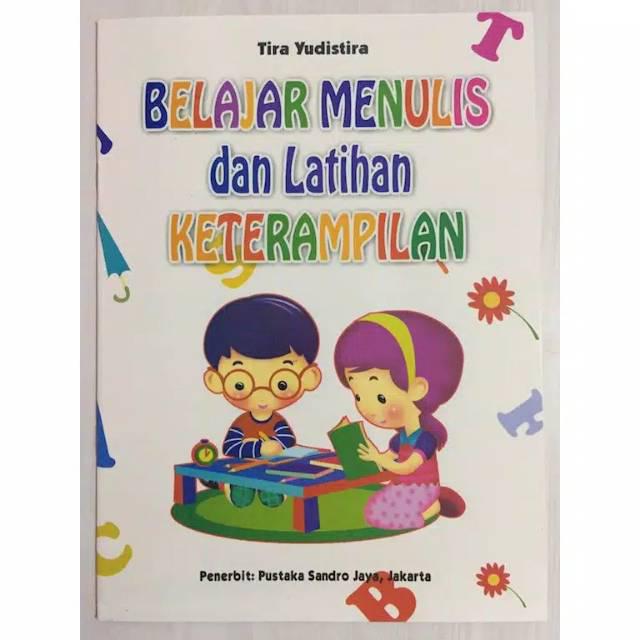 Tira Yudistira
BELAJAR MENULIS
dan Latihan
KETERAMPILAN
Penerbit: Pustaka Sandro Jaya, Jakarta